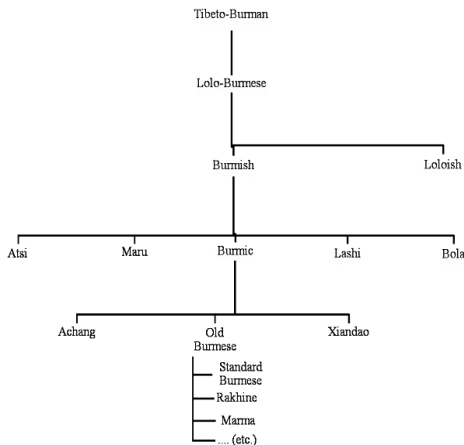 Tibeto-Burman
Lolo-Burmese
Burmish
Loloish
Atsi
Maru
Burmic
Lashi
Bola
Achang
Old
Burmese
Xiandao
Standard
Burmese
Rakhine
Marma
.... (etc.)